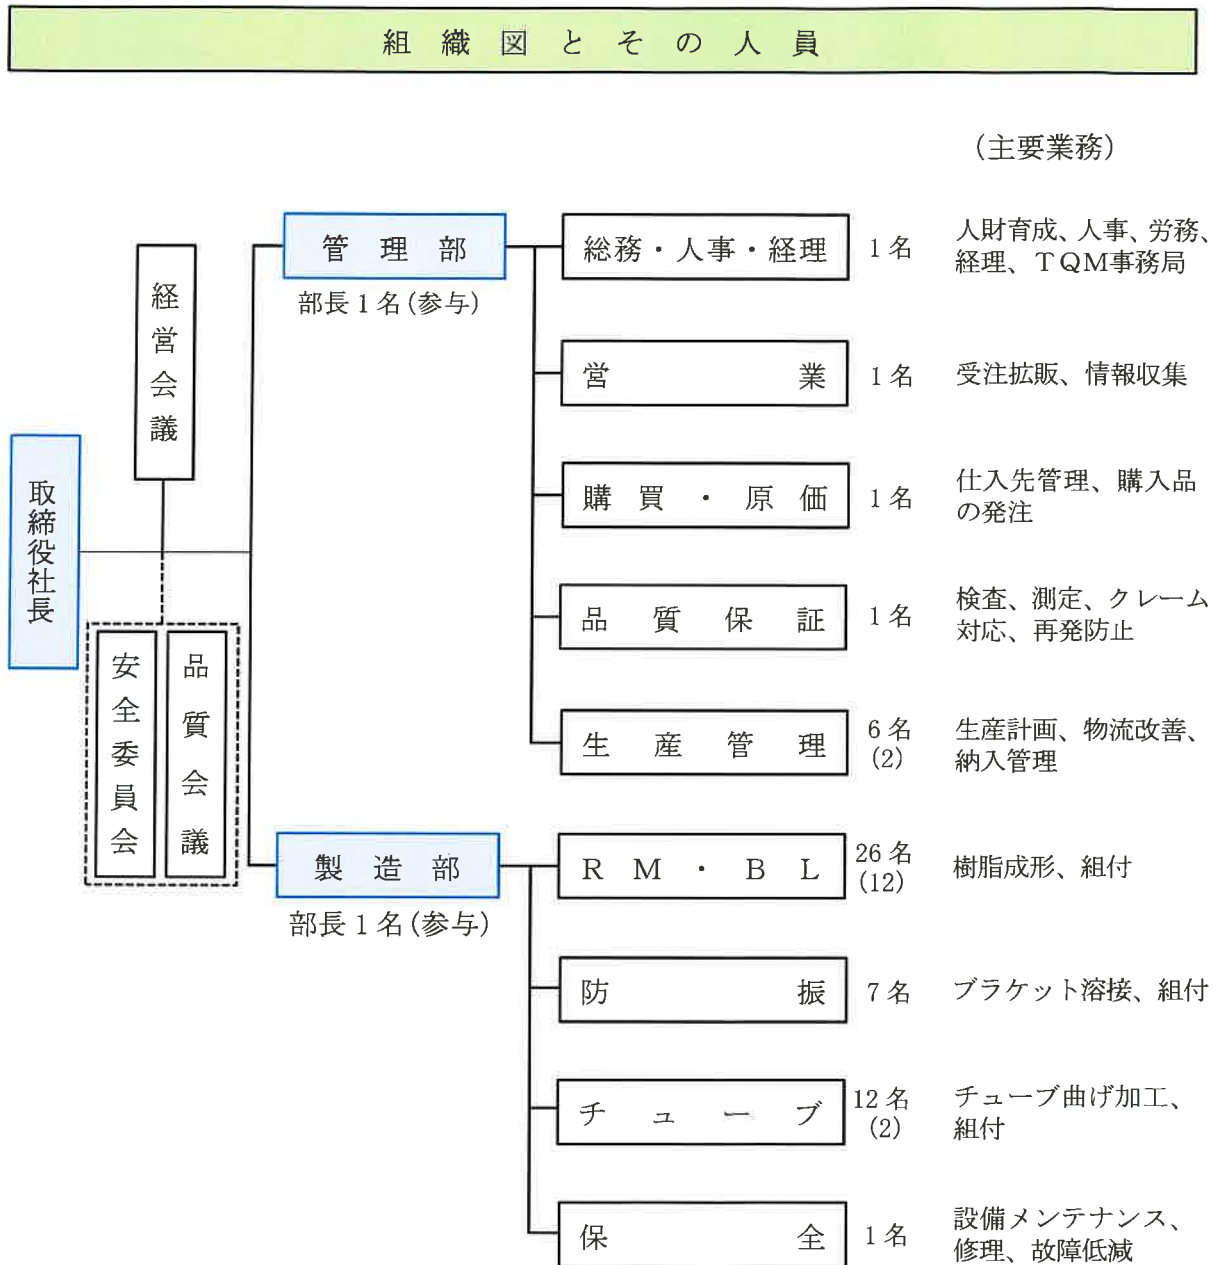 組織図とその人員
（主要業務）
取締役社長
経営会議
安全委員会
品質会議
管理部
部長1名(参与)
総務・人事・経理
1名
人財育成、人事、労務、
経理、TQM事務局
営業
1名
受注拡販、情報収集
購買・原価
1名
仕入先管理、購入品
の発注
品質保証
1名
検査、測定、クレーム
対応、再発防止
生産管理
6名
(2)
生産計画、物流改善、
納入管理
製造部
部長1名(参与)
RM・BL
26名
(12)
樹脂成形、組付
防振
7名
ブラケット溶接、組付
チューブ
12名
(2)
チューブ曲げ加工、
組付
保全
1名
設備メンテナンス、
修理、故障低減